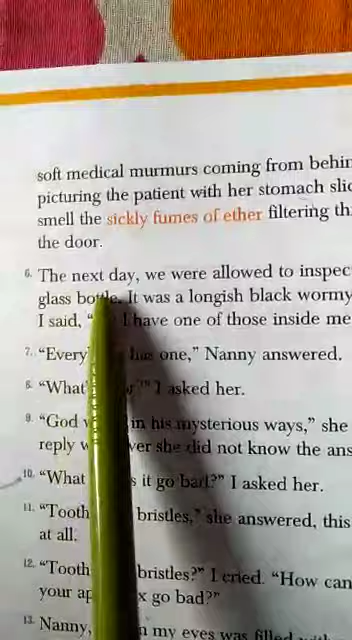 soft medical murmurs coming from behin
picturing the patient with her stomach slic
smell the sickly fumes of ether filtering th
the door.
6. The next day, we were allowed to inspec
glass bottle. It was a longish black wormy
I said, I have one of those inside me
7. “Every has one,” Nanny answered.
8. “What' I asked her.
9. “God in his mysterious ways,” she
reply w ver she did not know the ans
10. “What s it go bad?” I asked her.
11. “Tooth bristles,” she answered, this
at all.
12. “Tooth bristles?” I cried. “How can
your ap x go bad?”
13. Nanny, n my eves was filled with